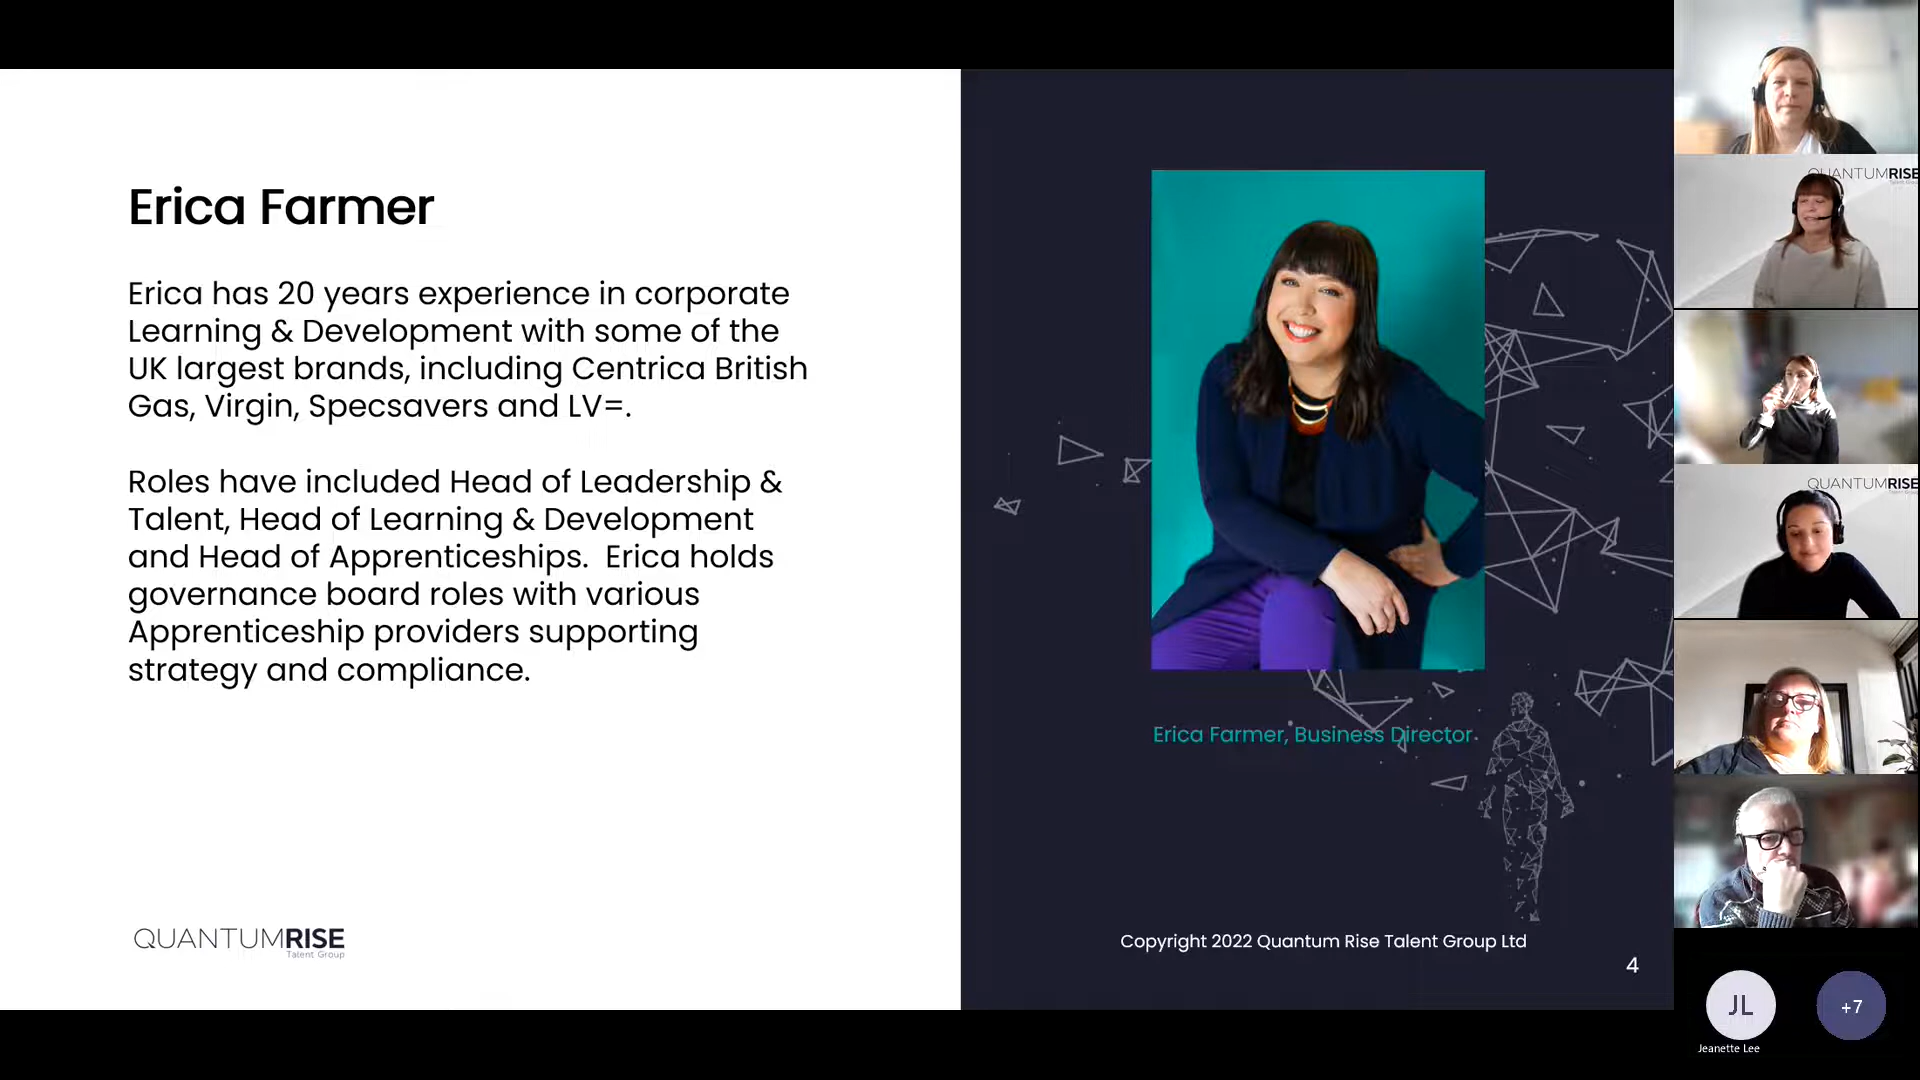 Erica Farmer
Erica has 20 years experience in corporate
Learning & Development with some of the
UK largest brands, including Centrica British
Gas, Virgin, Specsavers and LV=.
Roles have included Head of Leadership &
Talent, Head of Learning & Development
and Head of Apprenticeships.  Erica holds
governance board roles with various
Apprenticeship providers supporting
strategy and compliance.
QUANTUMRISE
Talent Group
Erica Farmer, Business Director
Copyright 2022 Quantum Rise Talent Group Ltd
4
QUANTUMRISE
QUANTUMRISE
JL
Jeanette Lee
+7